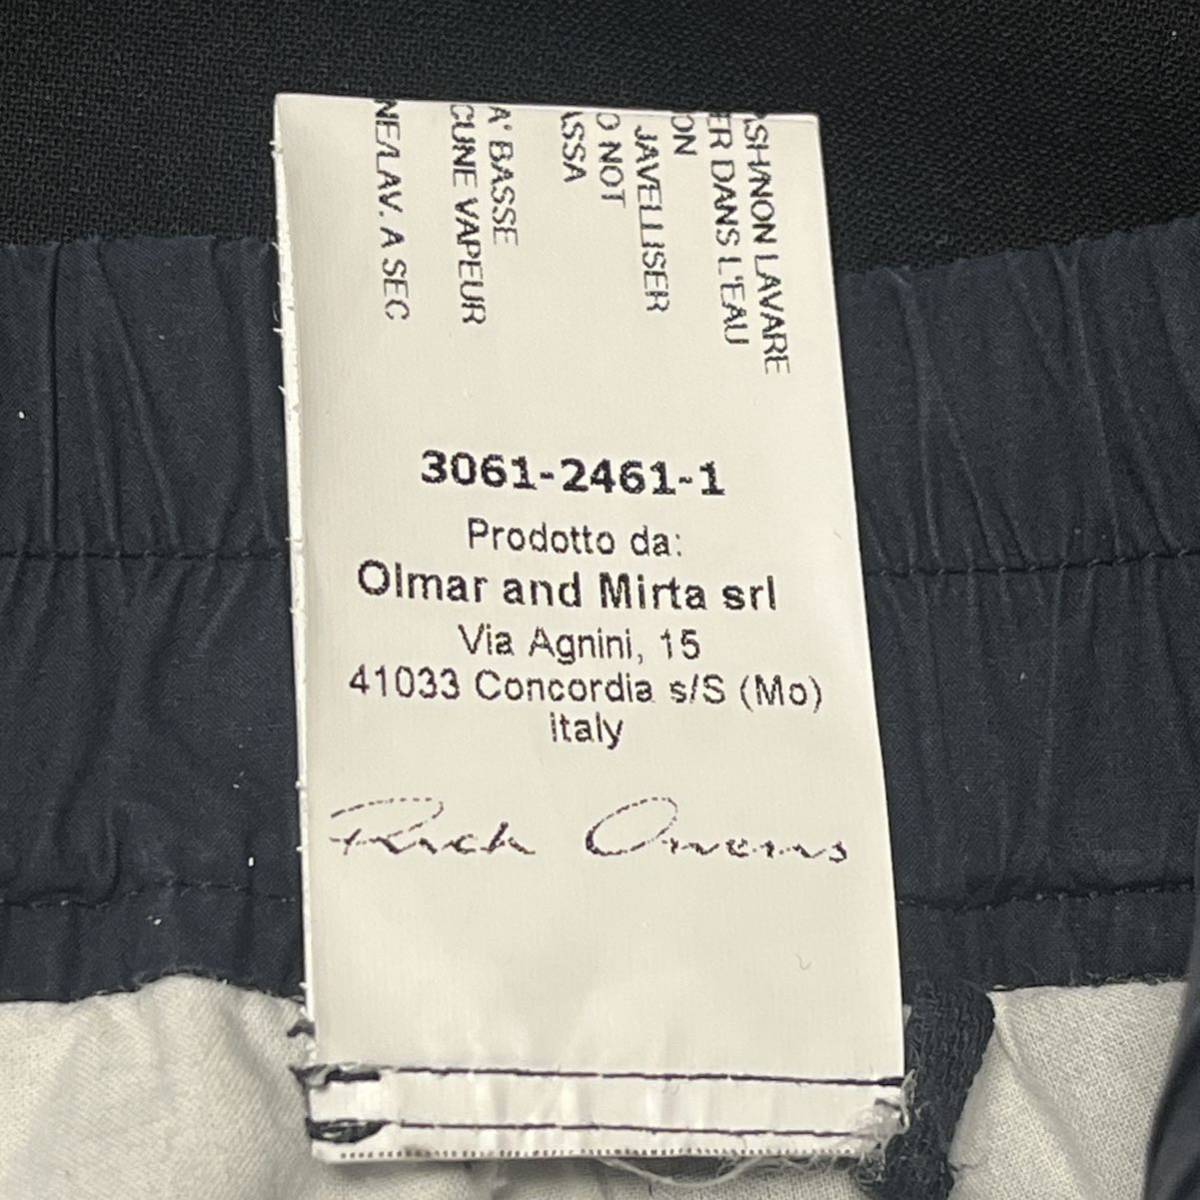 SH/NON LAVARE
ER DANS L'EAU
ON
JAVELLISER
O NOT
ASSA
A' BASSE
CUNE VAPEUR
NE/LAV. A SEC
3061-2461-1
Prodotto da:
Olmar and Mirta srl
Via Agnini, 15
41033 Concordia s/S (Mo)
italy
Rick Owens